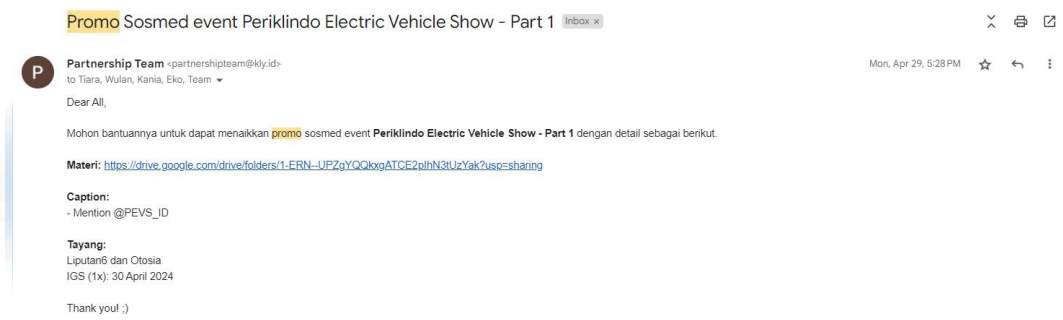 Promo Sosmed event Periklindo Electric Vehicle Show - Part 1 Inbox ×
P
Partnership Team <partnershipteam@kly.id>
Mon, Apr 29, 5:28 PM
to Tiara, Wulan, Kania, Eko, Team
Dear All,
Mohon bantuannya untuk dapat menaikkan promo sosmed event Periklindo Electric Vehicle Show - Part 1 dengan detail sebagai berikut.
Materi: https://drive.google.com/drive/folders/1-ERN--UPZgYQQkxgATCE2pIhN3tUzYak?usp=sharing
Caption:
- Mention @PEVS_ID
Tayang:
Liputan6 dan Otosia
IGS (1x): 30 April 2024
Thank you! ;)